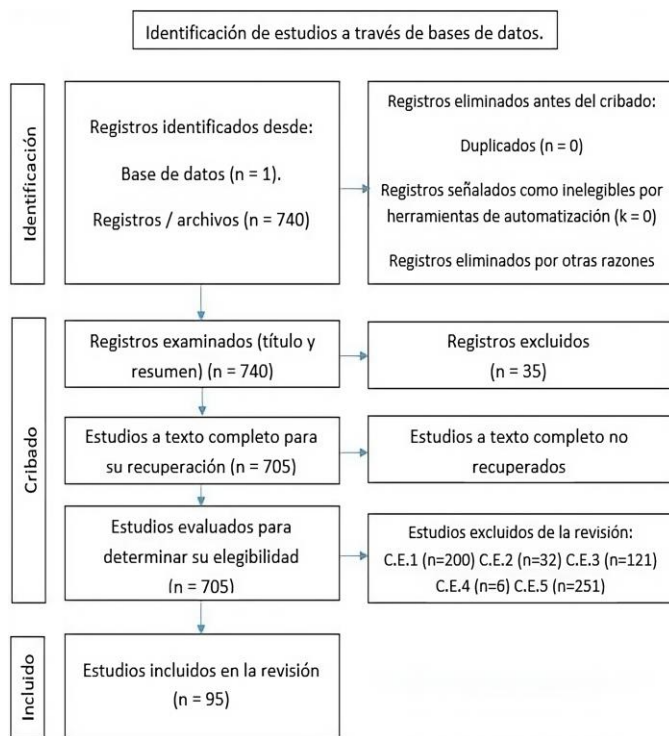 Identificación de estudios a través de bases de datos.
Identificación
Registros identificados desde:
Base de datos (n = 1).
Registros / archivos (n = 740)
Registros eliminados antes del cribado:
Duplicados (n = 0)
Registros señalados como inelegibles por
herramientas de automatización (k = 0)
Registros eliminados por otras razones
Cribado
Registros examinados (título y
resumen) (n = 740)
Registros excluidos
(n = 35)
Estudios a texto completo para
su recuperación (n = 705)
Estudios a texto completo no
recuperados
Estudios evaluados para
determinar su elegibilidad
(n = 705)
Estudios excluidos de la revisión:
C.E.1 (n=200) C.E.2 (n=32) C.E.3 (n=121)
C.E.4 (n=6) C.E.5 (n=251)
Incluido
Estudios incluidos en la revisión
(n = 95)